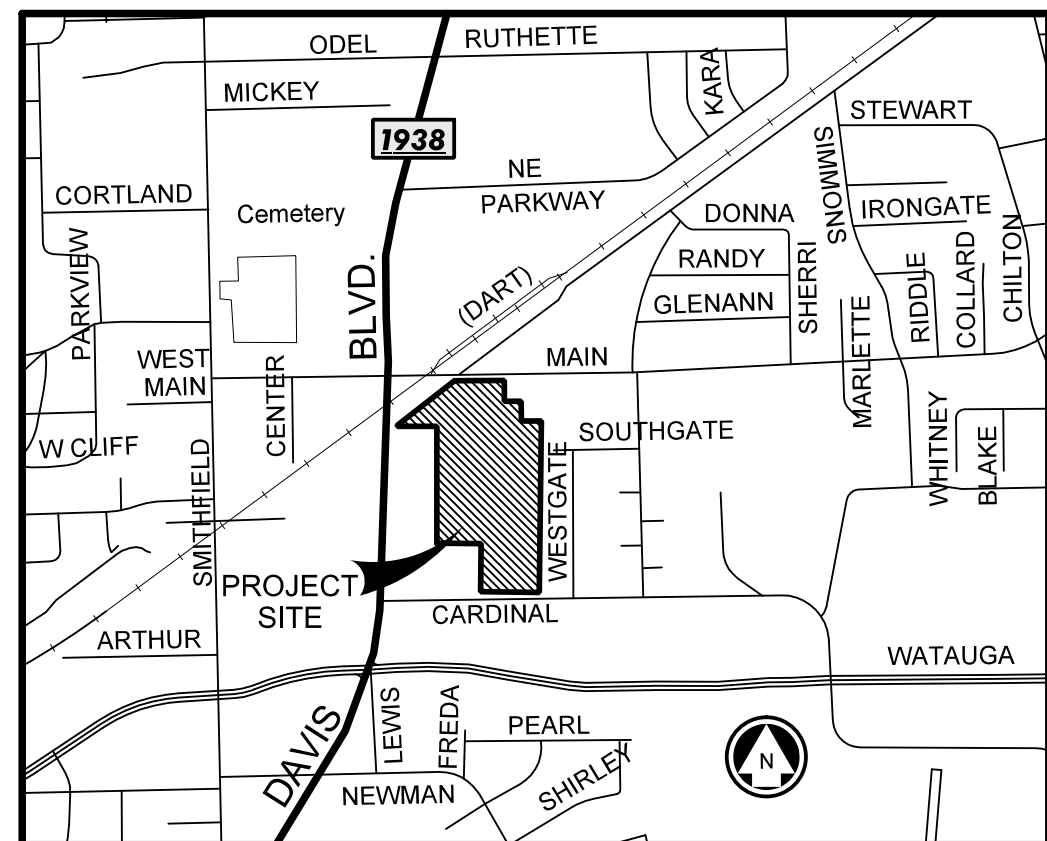 ODEL
RUTHETTE
MICKEY
KARA
1938
STEWART
NE
PARKWAY
SIMMONS
CORTLAND
Cemetery
DONNA
IRONGATE
PARKVIEW
BLVD.
(DART)
RANDY
SHERRI
RIDDLE
COLLARD
CHILTON
GLENANN
MARLETTE
WEST
MAIN
MAIN
CENTER
SOUTHGATE
W CLIFF
WHITNEY
BLAKE
SMITHFIELD
WESTGATE
PROJECT
SITE
CARDINAL
ARTHUR
WATAUGA
DAVIS
LEWIS
FREDA
PEARL
SHIRLEY
NEWMAN
N